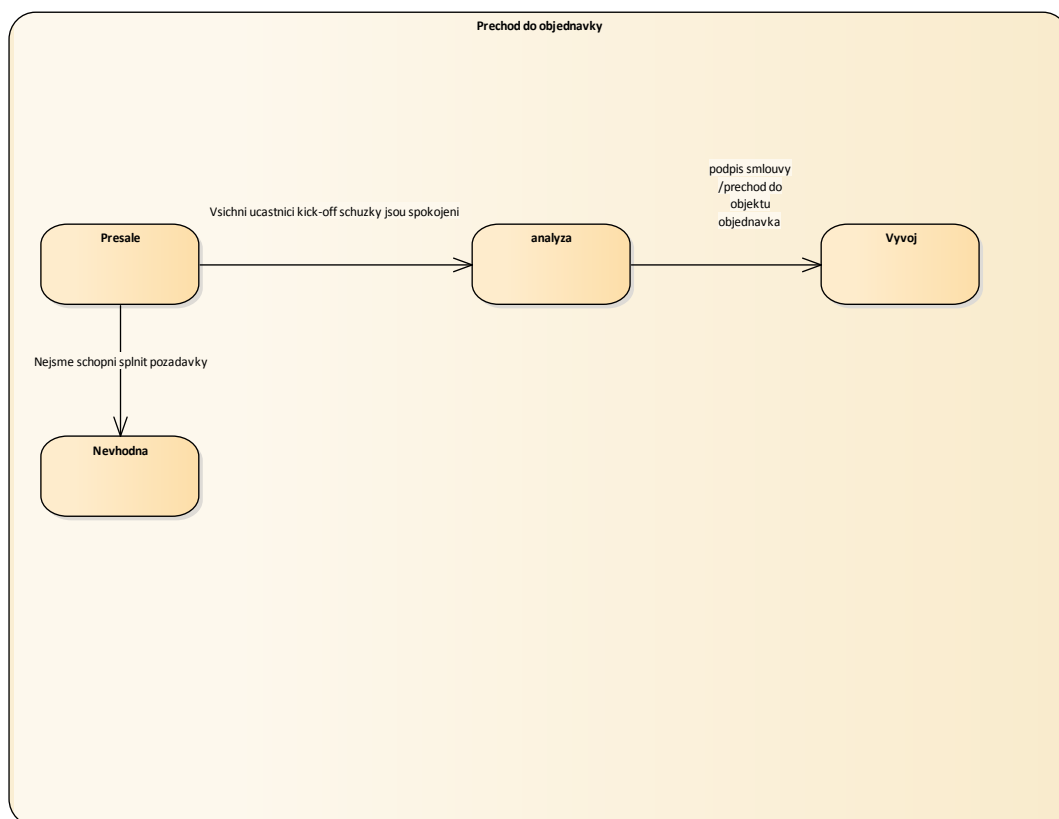 Prechod do objednavky
podpis smlouvy
/prechod do
objektu
objednavka
Vsichni ucastnici kick-off schuzky jsou spokojeni
Presale
analyza
Vyvoj
Nejsme schopni splnit pozadavky
Nevhodna